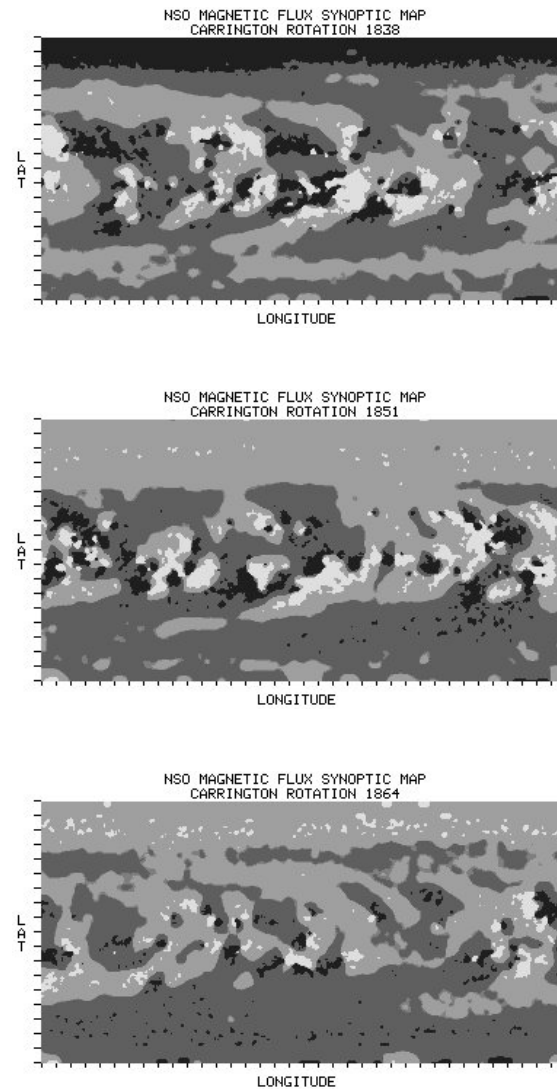 NSO MAGNETIC FLUX SYNOPTIC MAP
CARRINGTON ROTATION 1838
LAT
LONGITUDE
NSO MAGNETIC FLUX SYNOPTIC MAP
CARRINGTON ROTATION 1851
LAT
LONGITUDE
NSO MAGNETIC FLUX SYNOPTIC MAP
CARRINGTON ROTATION 1864
LAT
LONGITUDE